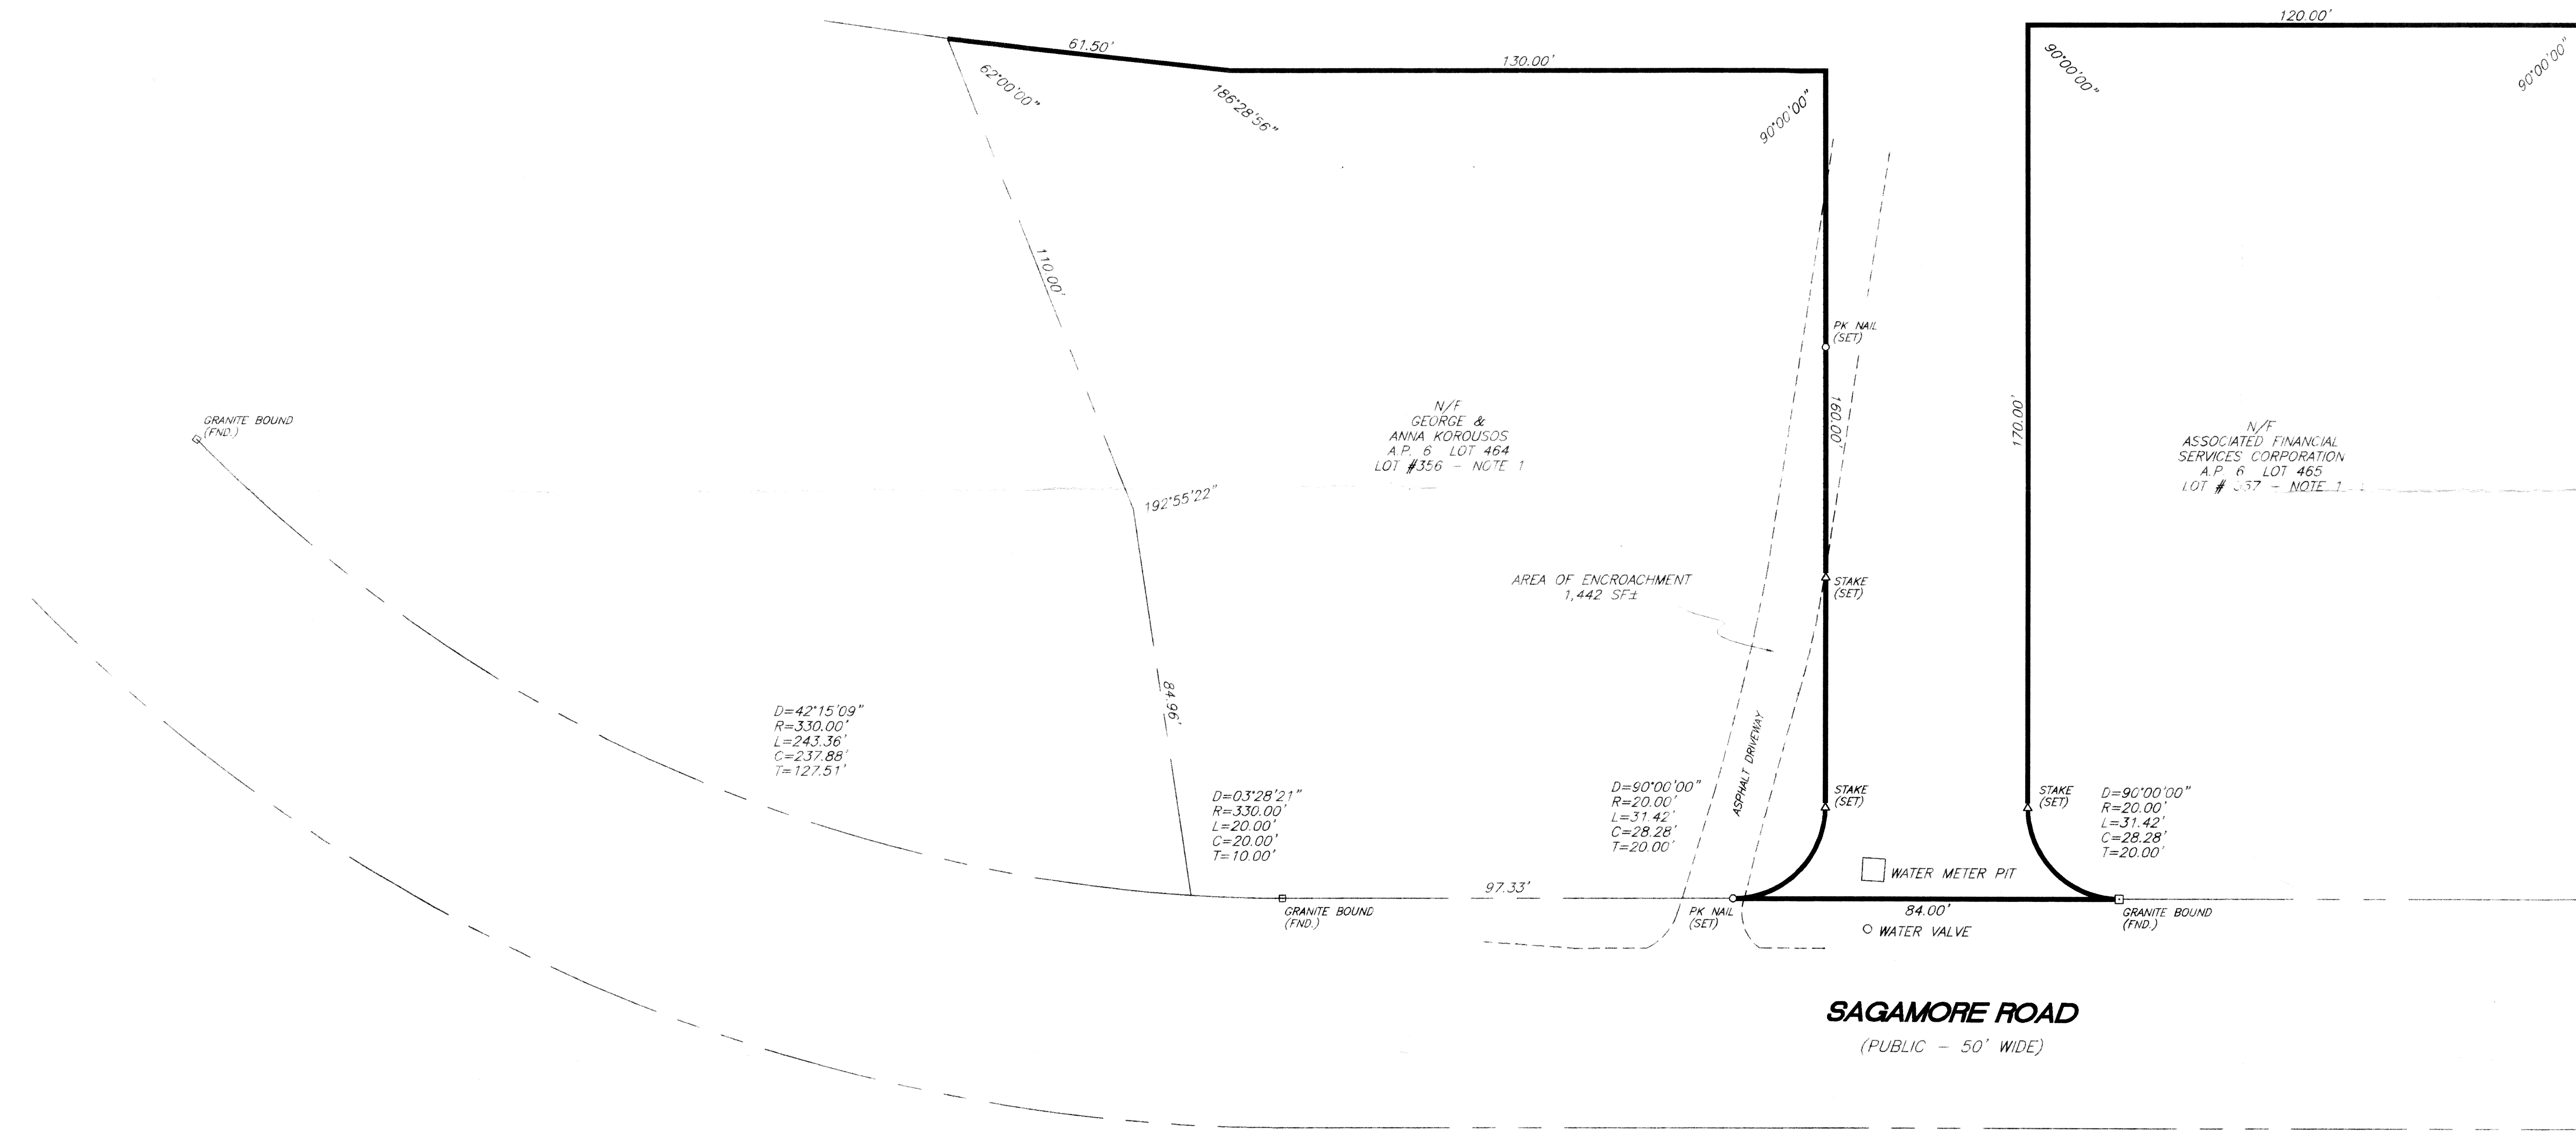 120.00'
61.50'
130.00'
62°00'00"
186°28'56"
90°00'00"
90°00'00"
90°00'00"
110.00'
PK NAIL
(SET)
160.00'
170.00'
GRANITE BOUND
(FND.)
N/F
GEORGE &
ANNA KOROUSOS
A.P. 6 LOT 464
LOT #356 - NOTE 1
N/F
ASSOCIATED FINANCIAL
SERVICES CORPORATION
A.P. 6 LOT 465
LOT # 357 - NOTE 1
192°55'22"
AREA OF ENCROACHMENT
1,442 SF±
STAKE
(SET)
84.96'
D=42°15'09"
R=330.00'
L=243.36'
C=237.88'
T=127.51'
D=03°28'21"
R=330.00'
L=20.00'
C=20.00'
T=10.00'
D=90°00'00"
R=20.00'
L=31.42'
C=28.28'
T=20.00'
ASPHALT DRIVEWAY
STAKE
(SET)
STAKE
(SET)
D=90°00'00"
R=20.00'
L=31.42'
C=28.28'
T=20.00'
WATER METER PIT
97.33'
GRANITE BOUND
(FND.)
PK NAIL
(SET)
84.00'
GRANITE BOUND
(FND.)
WATER VALVE
SAGAMORE ROAD
(PUBLIC - 50' WIDE)